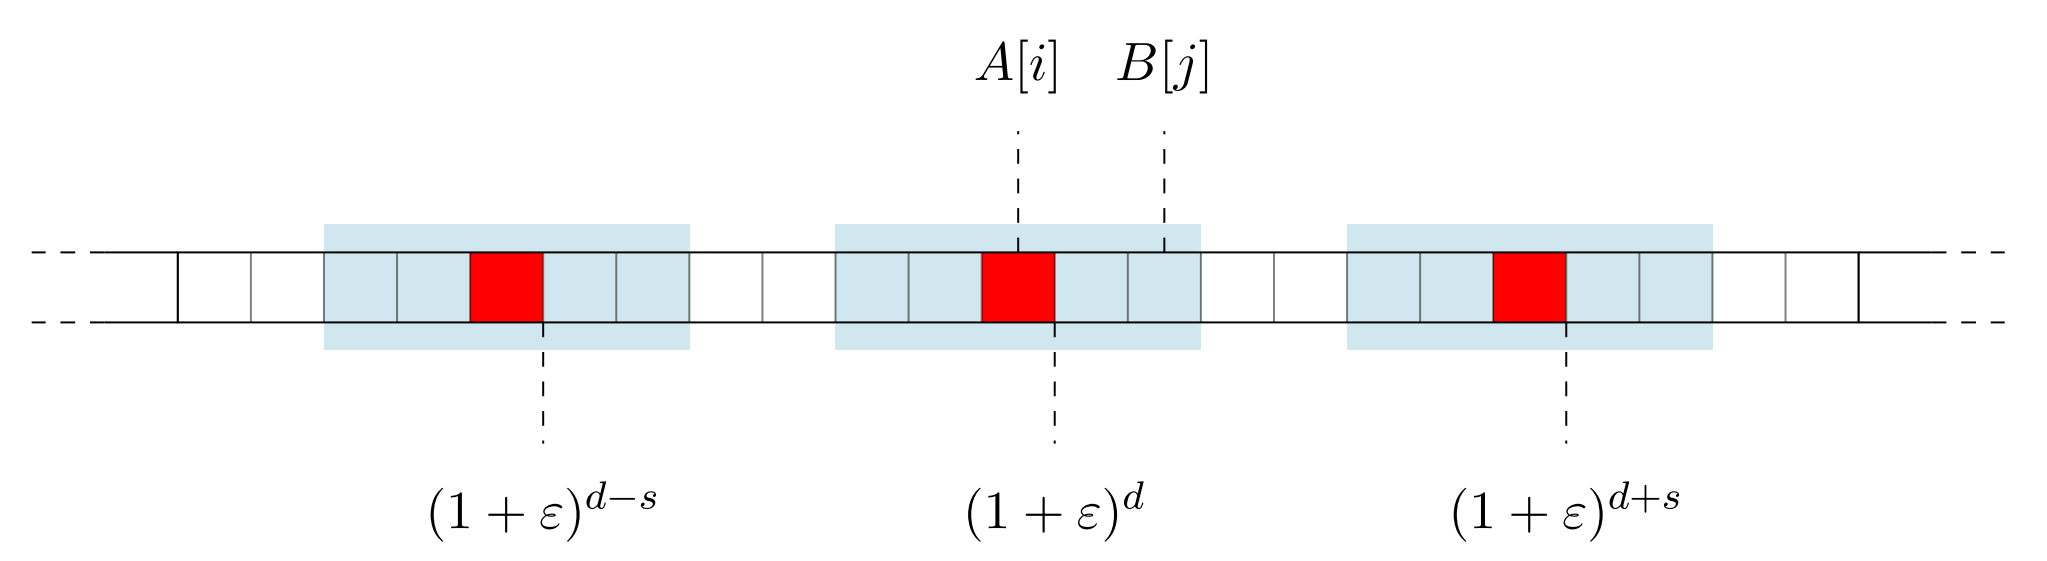 A[i] B[j]
(1 + ε)^{d−s} (1 + ε)^{d} (1 + ε)^{d+s}